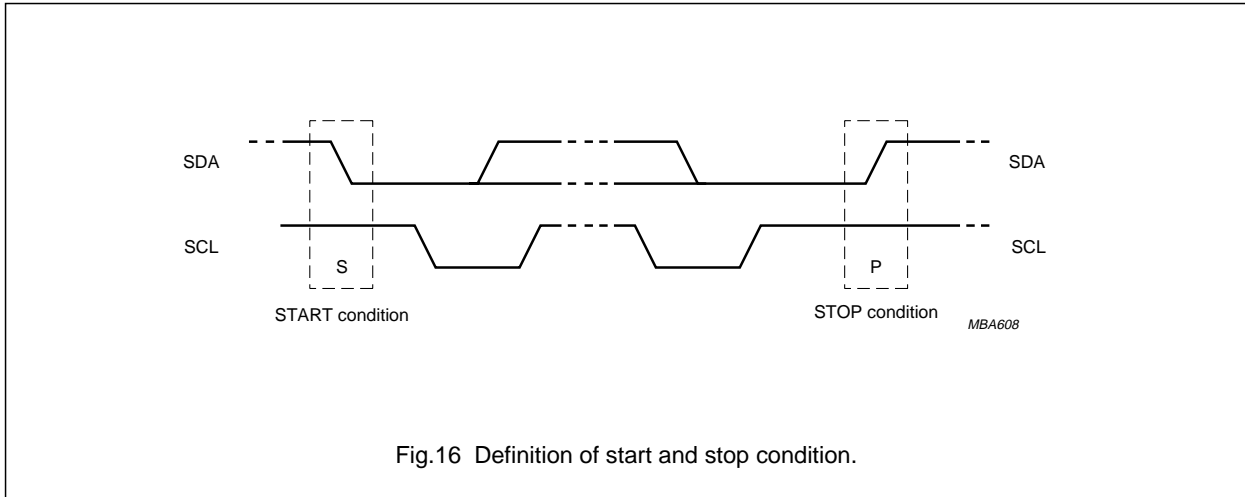 SDA SDA
SCL SCL
S P
START condition STOP condition
MBA608
Fig.16 Definition of start and stop condition.